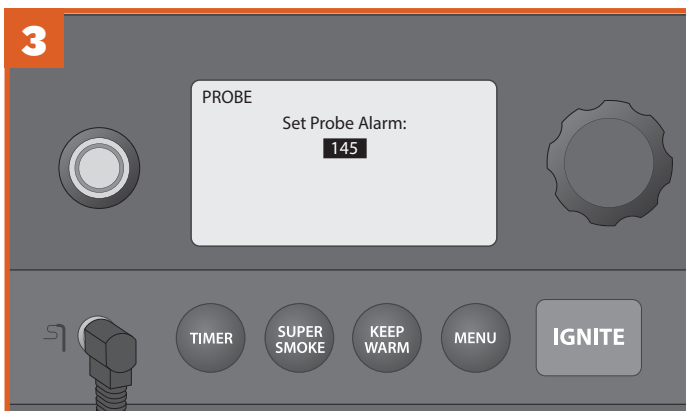 3
PROBE
Set Probe Alarm:
145
TIMER
SUPER
SMOKE
KEEP
WARM
MENU
IGNITE